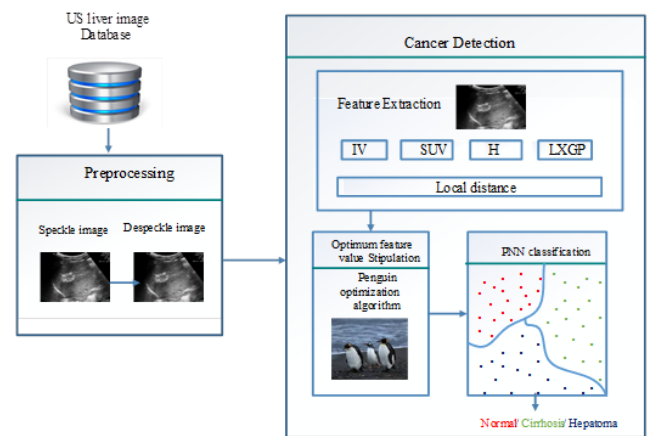 US liver image
Database
Preprocessing
Speckle image
Despeckle image
Cancer Detection
Feature Extraction
IV
SUV
H
LXGP
Local distance
Optimum feature
value Stipulation
Penguin
optimization
algorithm
PNN classification
Normal/ Cirrhosis/ Hepatoma